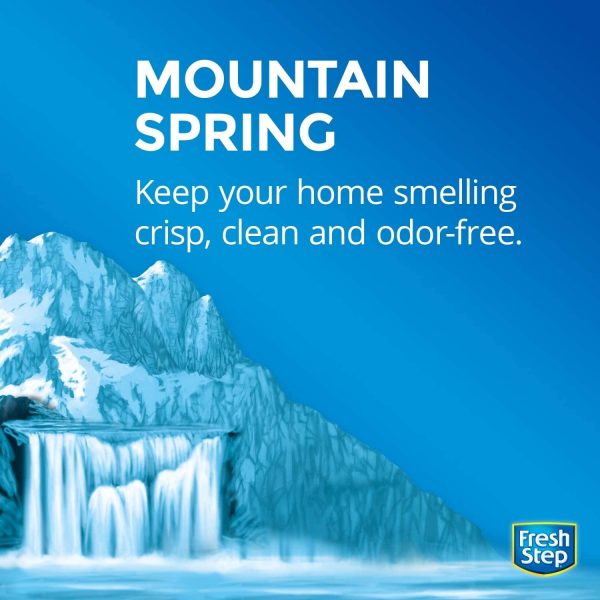 MOUNTAIN
SPRING
Keep your home smelling
crisp, clean and odor-free.
Fresh
Step